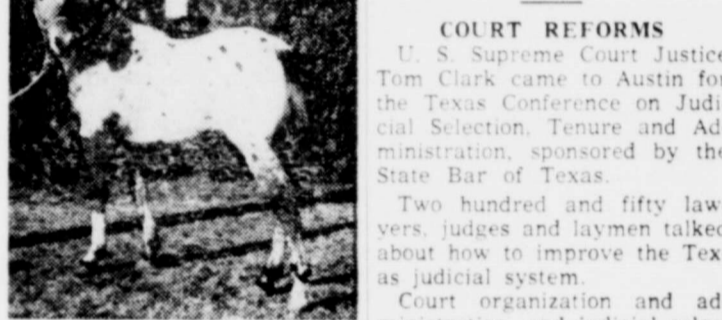 COURT REFORMS
U. S. Supreme Court Justice
Tom Clark came to Austin for
the Texas Conference on Judi
cial Selection, Tenure and Ad
ministration, sponsored by the
State Bar of Texas.
Two hundred and fifty law
yers, judges and laymen talked
about how to improve the Tex
as judicial system.
Court organization and ad